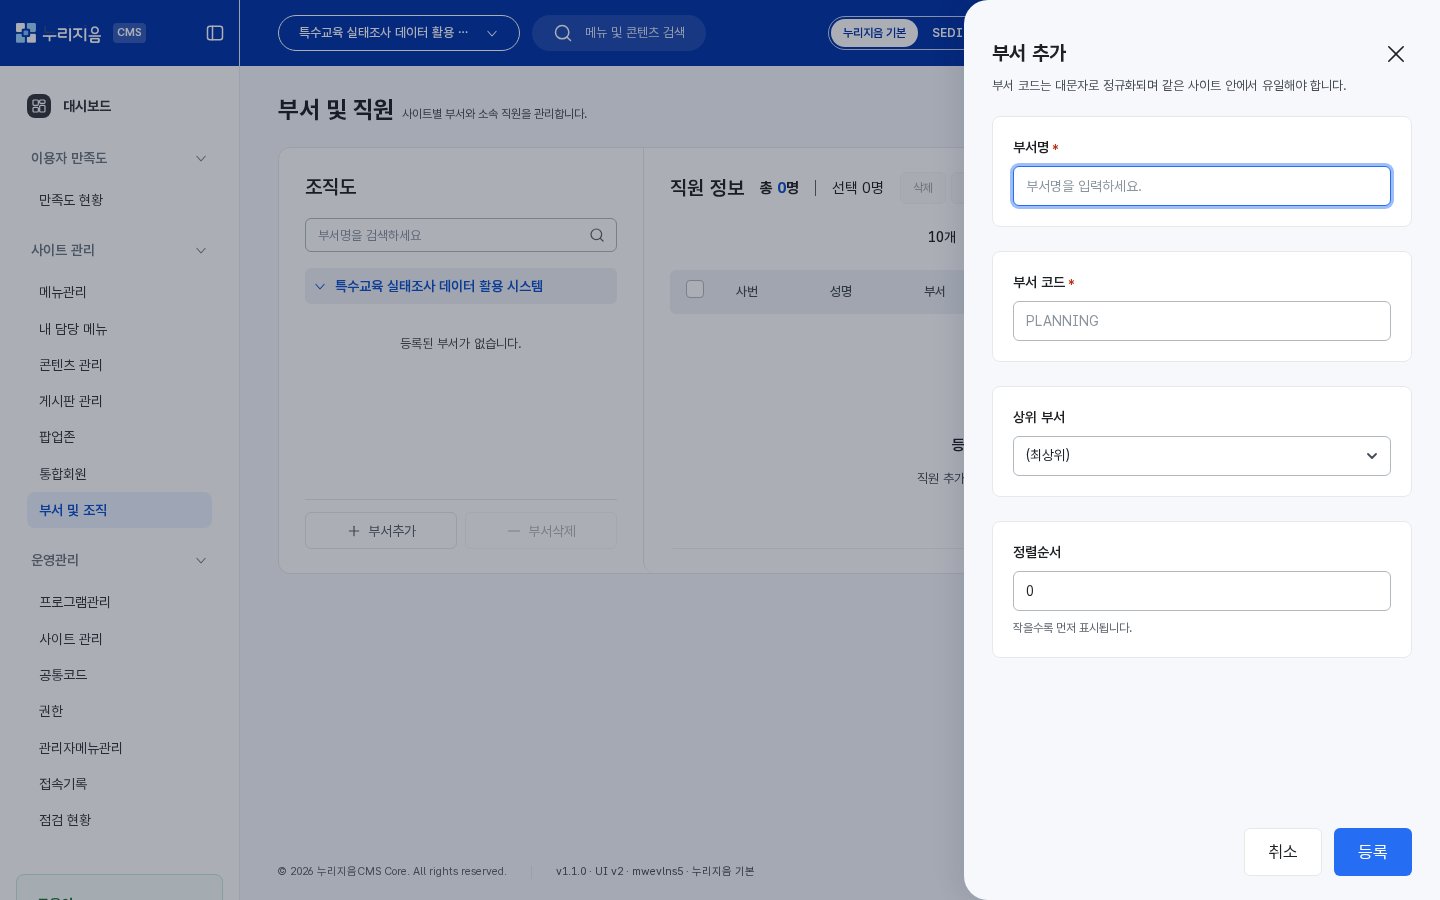 누리지음 CMS
특수교육 실태조사 데이터 활용 ···
메뉴 및 콘텐츠 검색
누리지음 기본
SEDI
대시보드
이용자 만족도
만족도 현황
사이트 관리
메뉴관리
내 담당 메뉴
콘텐츠 관리
게시판 관리
팝업존
통합회원
부서 및 조직
운영관리
프로그램관리
사이트 관리
공통코드
권한
관리자메뉴관리
접속기록
점검 현황
부서 및 직원 사이트별 부서와 소속 직원을 관리합니다.
조직도
부서명을 검색하세요
특수교육 실태조사 데이터 활용 시스템
등록된 부서가 없습니다.
+ 부서추가
— 부서삭제
직원 정보 총 0명 | 선택 0명 삭제
10개
사번 성명 부서
등
직원 추가
© 2026 누리지음CMS Core. All rights reserved.
v1.1.0 · UI v2 · mwevlns5 · 누리지음 기본
부서 추가
부서 코드는 대문자로 정규화되며 같은 사이트 안에서 유일해야 합니다.
부서명 *
부서명을 입력하세요.
부서 코드 *
PLANNING
상위 부서
(최상위)
정렬순서
0
작을수록 먼저 표시됩니다.
취소
등록